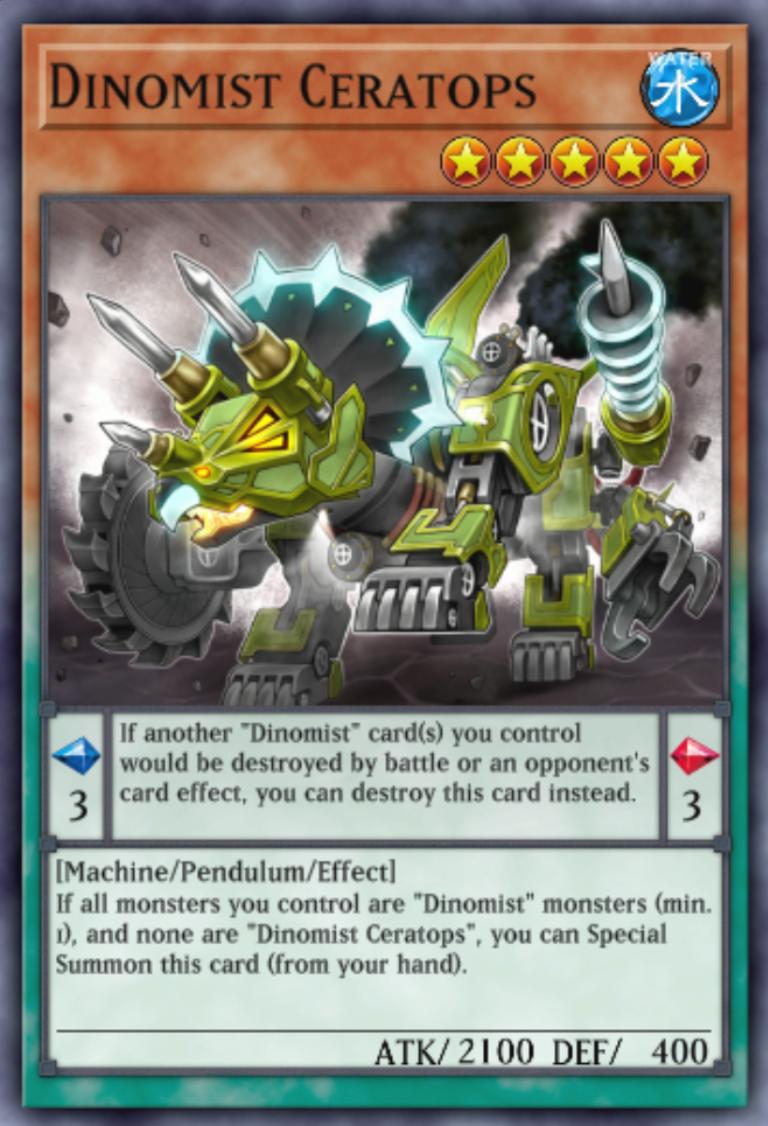 DINOMIST CERATOPS
WATER
水
If another "Dinomist" card(s) you control
would be destroyed by battle or an opponent's
card effect, you can destroy this card instead.
3
3
[Machine/Pendulum/Effect]
If all monsters you control are "Dinomist" monsters (min.
1), and none are "Dinomist Ceratops", you can Special
Summon this card (from your hand).
ATK/ 2100 DEF/ 400